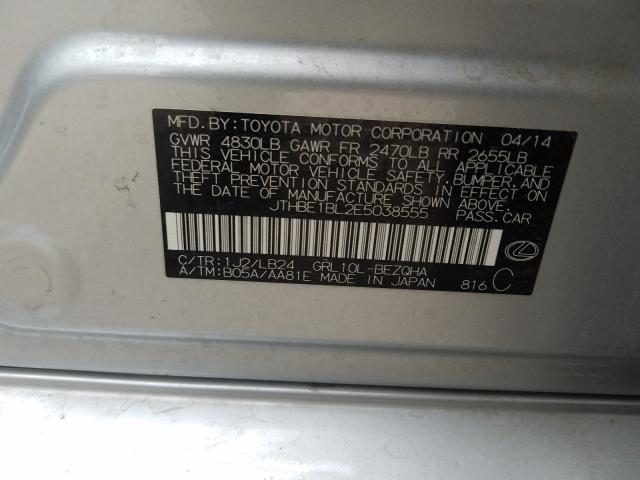 MFD. BY: TOYOTA MOTOR CORPORATION 04/14
GVWR 4830LB GAWR FR 2470LB RR 2655LB
THIS VEHICLE CONFORMS TO ALL APPLICABLE
FEDERAL MOTOR VEHICLE SAFETY, BUMPER, AND
THEFT PREVENTION STANDARDS IN EFFECT ON
THE DATE OF MANUFACTURE SHOWN ABOVE.
JTHBE1BL2E5038555 PASS.CAR
C/TR: 1J2/LB24 GRL10L-BEZQHA
A/TM: B05A/AA81E MADE IN JAPAN 816 C